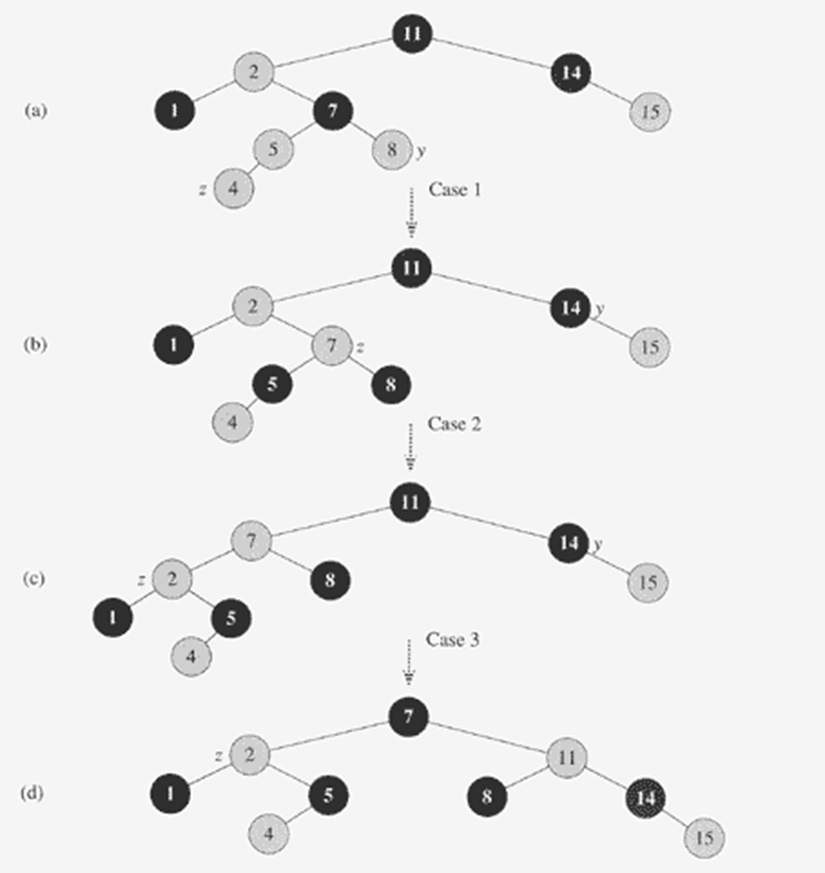 11
2 14
(a) 1 7 15
5 8 y
z 4 Case 1
11
2 14 y
(b) 1 7 z 15
5 8
4 Case 2
11
7 14 y
(c) z 2 8 15
1 5
4 Case 3
7
z 2 11
(d) 1 5 8 14
4 15